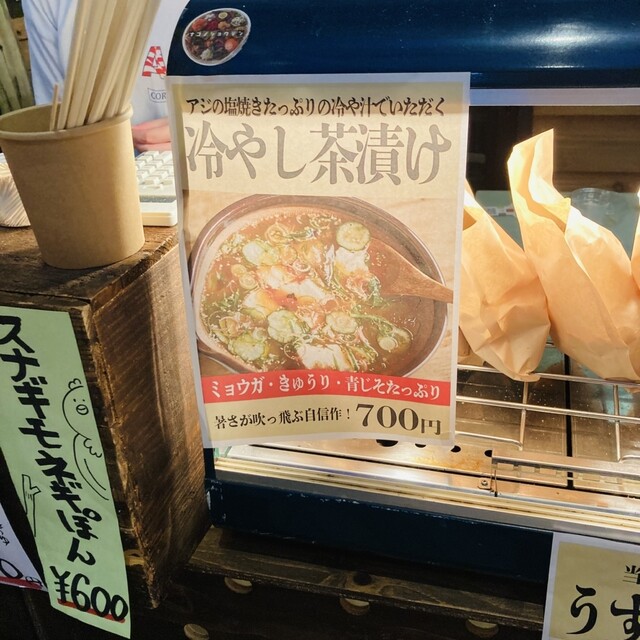 アジの塩焼きたっぷりの冷や汁でいただく
冷やし茶漬け
ミョウガ・きゅうり・青じそたっぷり
暑さが吹っ飛ぶ自信作！700円
スナギモネギぽん
¥600
うす